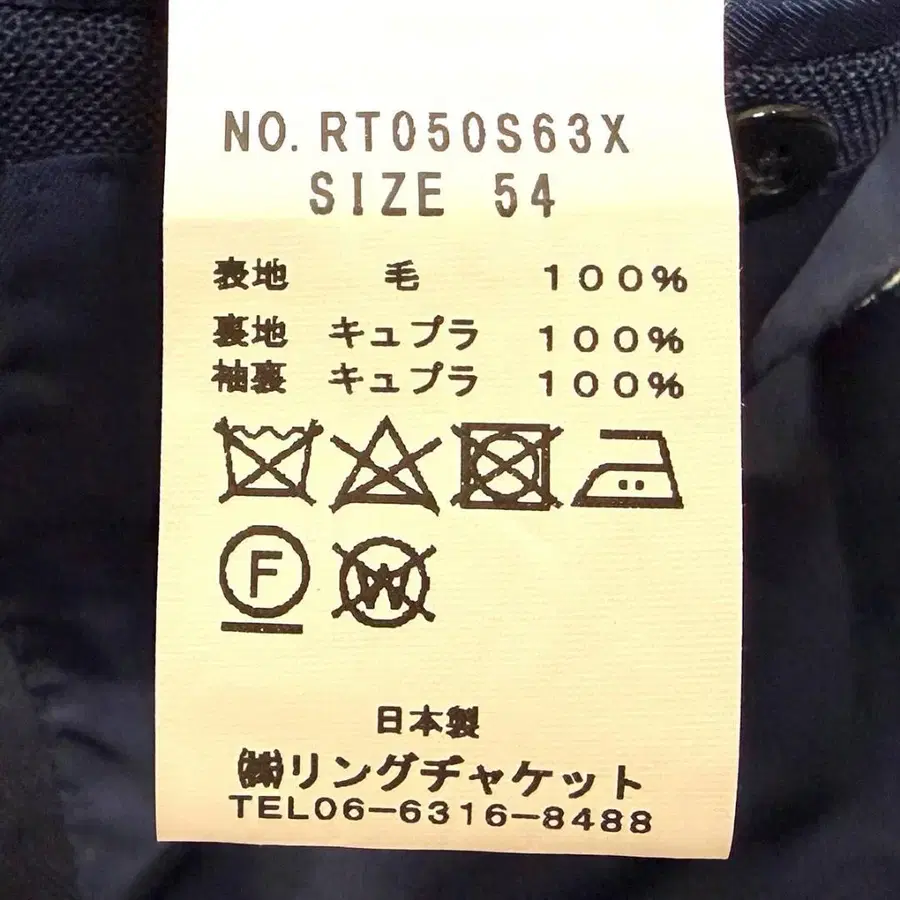 NO. RT050S63X
SIZE 54
表地 毛 100%
裏地 キュプラ 100%
袖裏 キュプラ 100%
F W
日本製
㈱リングヂャケット
TEL06-6316-8488